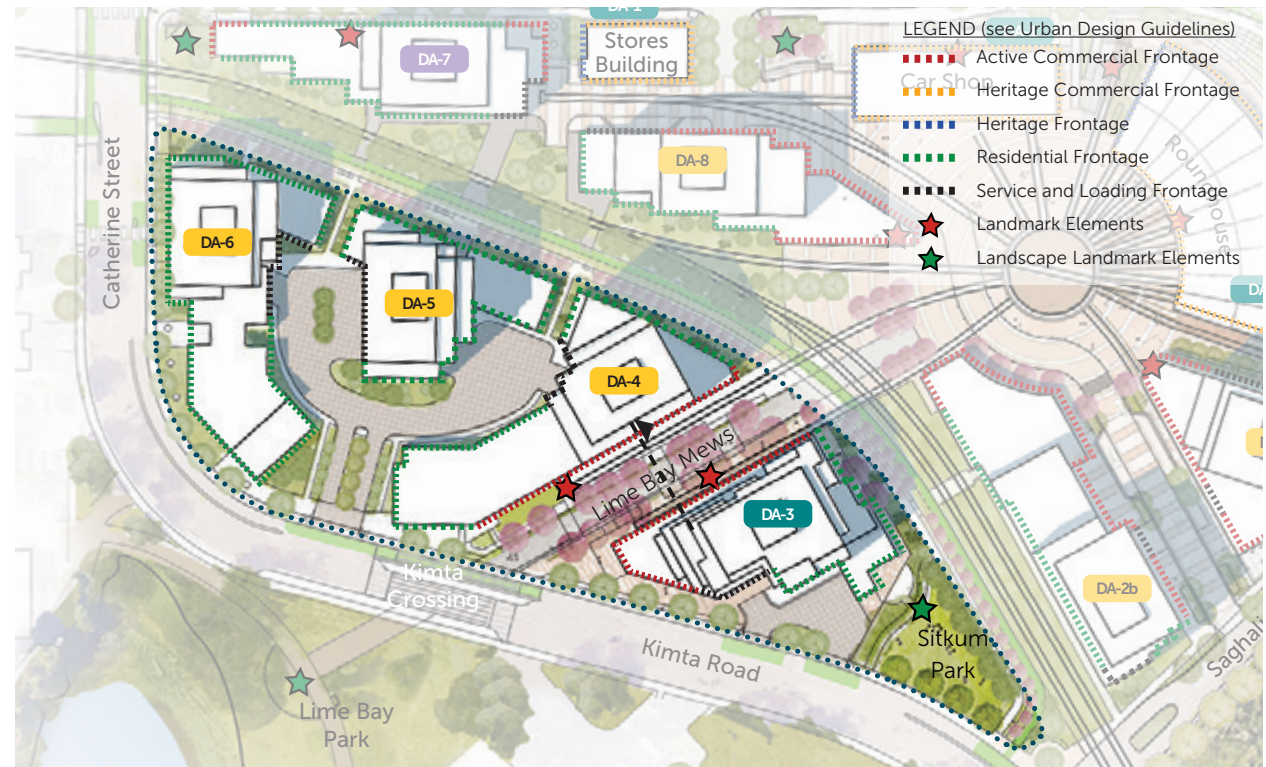 DA-1
LEGEND (see Urban Design Guidelines)
Active Commercial Frontage
Heritage Commercial Frontage
Heritage Frontage
Residential Frontage
Service and Loading Frontage
Landmark Elements
Landscape Landmark Elements
DA-7
Stores
Building
Car Shop
Roundhouse
DA-8
Catherine Street
DA-6
DA-5
DA-4
Lime Bay Mews
DA-3
Kimta
Crossing
Kimta Road
Sitkum
Park
DA-2b
Lime Bay
Park